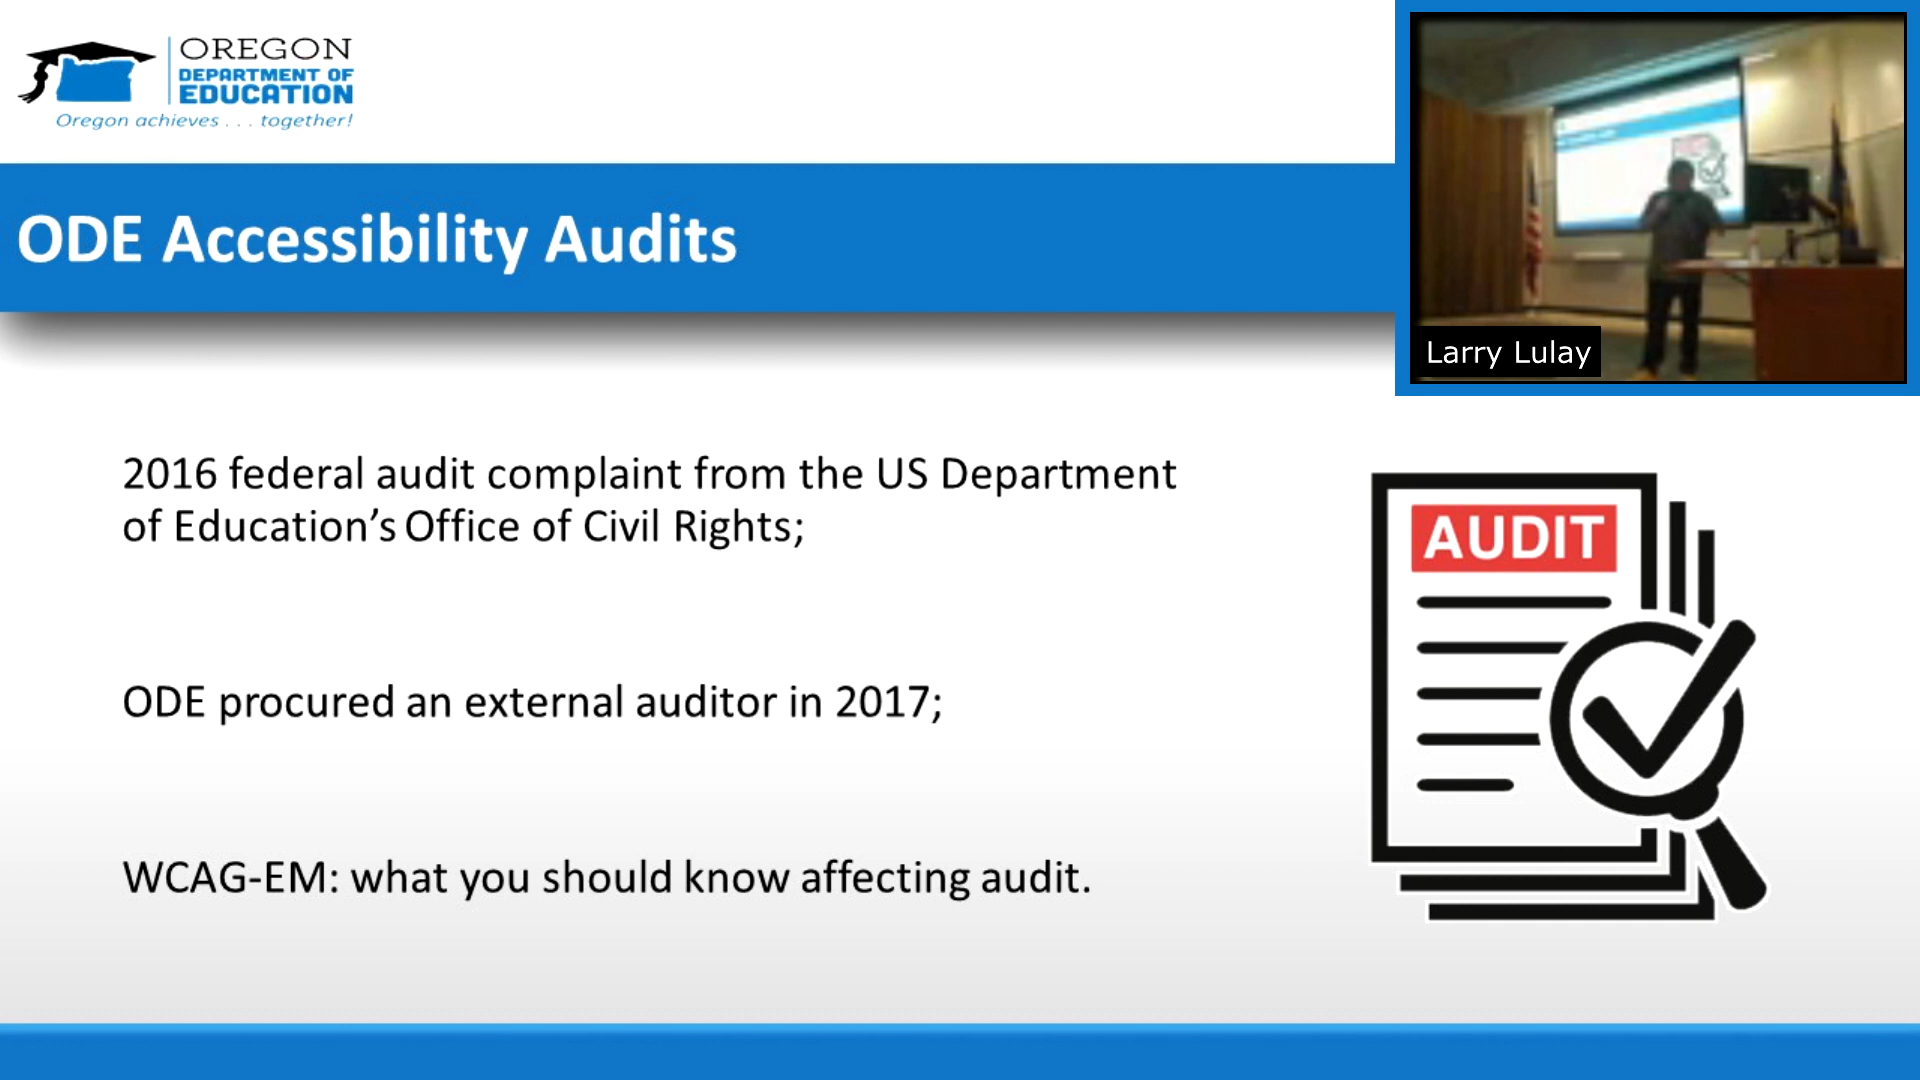 OREGON
DEPARTMENT OF
EDUCATION
Oregon achieves . . . together!
ODE Accessibility Audits
Larry Lulay
2016 federal audit complaint from the US Department
of Education’s Office of Civil Rights;
ODE procured an external auditor in 2017;
WCAG-EM: what you should know affecting audit.
AUDIT